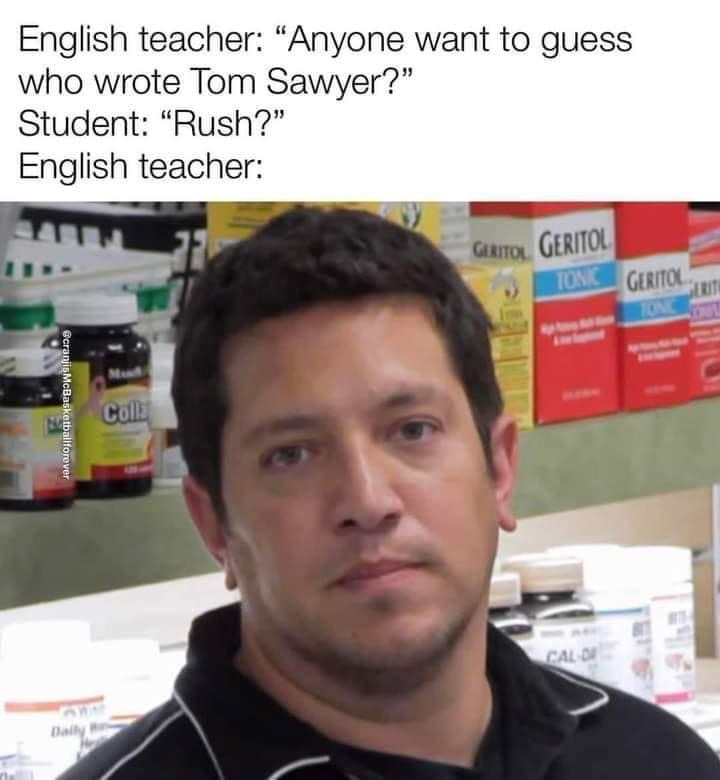 English teacher: “Anyone want to guess
who wrote Tom Sawyer?”
Student: “Rush?”
English teacher:
GERITOL
GERITOL
TONIC
GERITOL
TONIC
@cranjisMcBasketballforever
Colla
CAL-D
Daily